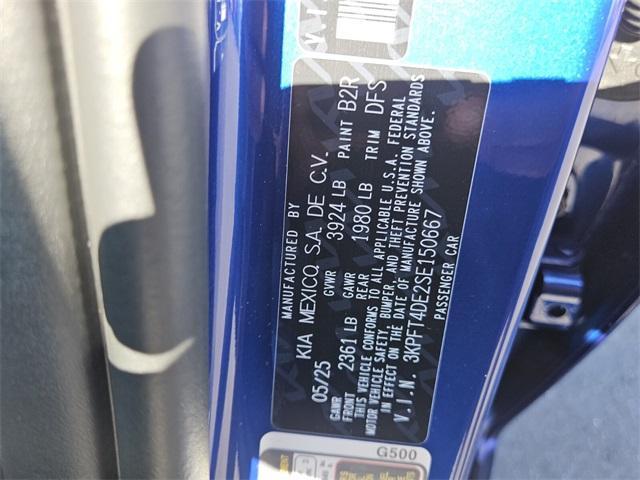 MANUFACTURED BY
05/25 KIA MEXICO, S.A. DE C.V.
GVWR 3924 LB PAINT B2R
GAWR FRONT 2361 LB GAWR REAR 1980 LB TRIM DFS
THIS VEHICLE CONFORMS TO ALL APPLICABLE U.S.A. FEDERAL
MOTOR VEHICLE SAFETY, BUMPER, AND THEFT PREVENTION STANDARDS
IN EFFECT ON THE DATE OF MANUFACTURE SHOWN ABOVE.
V.I.N. 3KPFT4DE2SE150667
PASSENGER CAR
G500